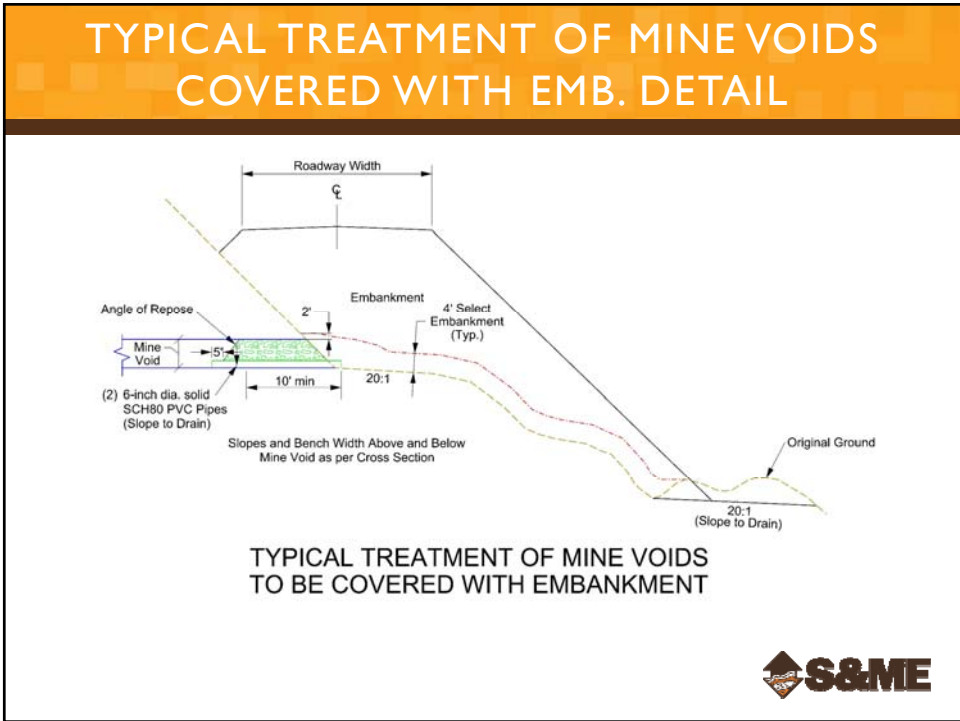 TYPICAL TREATMENT OF MINE VOIDS
COVERED WITH EMB. DETAIL
Roadway Width
℄
Embankment
4' Select
Embankment
(Typ.)
2'
Angle of Repose
Mine
Void
5'
10' min
20:1
(2) 6-inch dia. solid
SCH80 PVC Pipes
(Slope to Drain)
Slopes and Bench Width Above and Below
Mine Void as per Cross Section
Original Ground
20:1
(Slope to Drain)
TYPICAL TREATMENT OF MINE VOIDS
TO BE COVERED WITH EMBANKMENT
S&ME